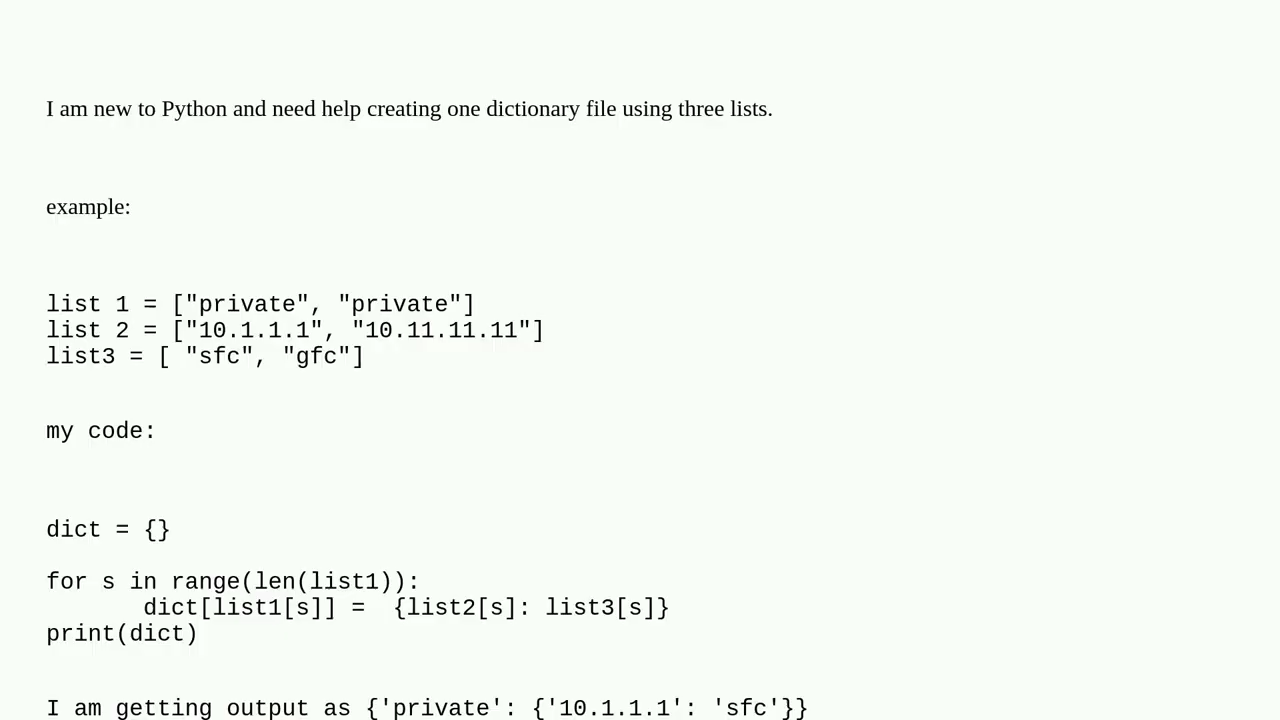 I am new to Python and need help creating one dictionary file using three lists.
example:
list 1 = ["private", "private"]
list 2 = ["10.1.1.1", "10.11.11.11"]
list3 = [ "sfc", "gfc"]
my code:
dict = {}
for s in range(len(list1)):
       dict[list1[s]] =  {list2[s]: list3[s]}
print(dict)
I am getting output as {'private': {'10.1.1.1': 'sfc'}}